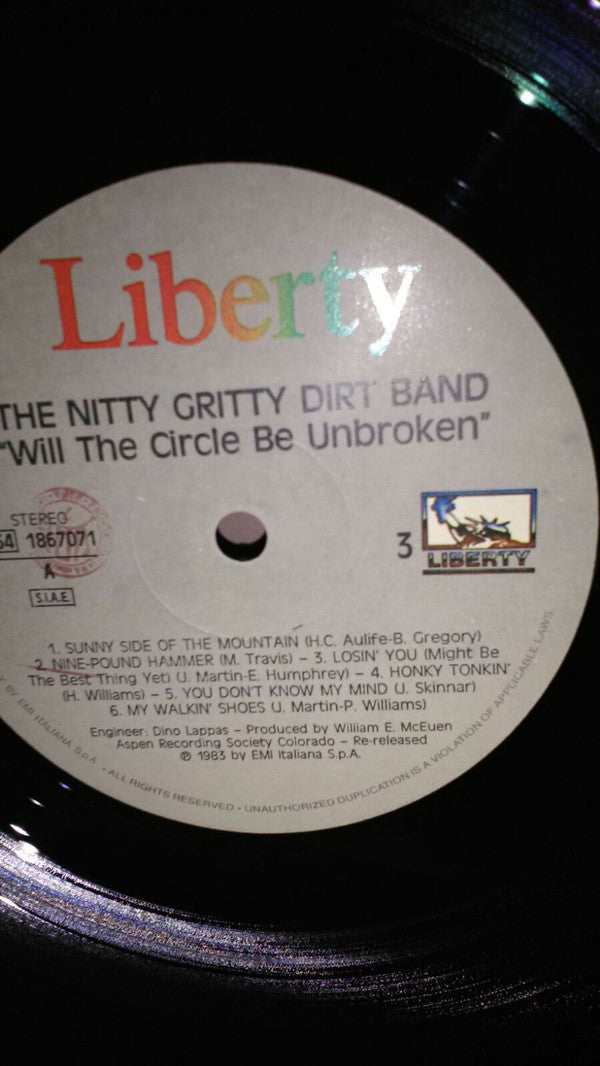 Liberty
THE NITTY GRITTY DIRT BAND
"Will The Circle Be Unbroken"
STEREO
64 1867071
A
S.I.A.E.
3
LIBERTY
1. SUNNY SIDE OF THE MOUNTAIN (H.C. Aulife-B. Gregory)
2. NINE-POUND HAMMER (M. Travis) – 3. LOSIN' YOU (Might Be
The Best Thing Yet) (J. Martin-E. Humphrey) – 4. HONKY TONKIN'
(H. Williams) – 5. YOU DON'T KNOW MY MIND (J. Skinnar)
6. MY WALKIN' SHOES (J. Martin-P. Williams)
Engineer: Dino Lappas – Produced by William E. McEuen
Aspen Recording Society Colorado – Re-released
℗ 1983 by EMI Italiana S.p.A.
BY EMI ITALIANA S.p.A. • ALL RIGHTS RESERVED • UNAUTHORIZED DUPLICATION IS A VIOLATION OF APPLICABLE LAWS